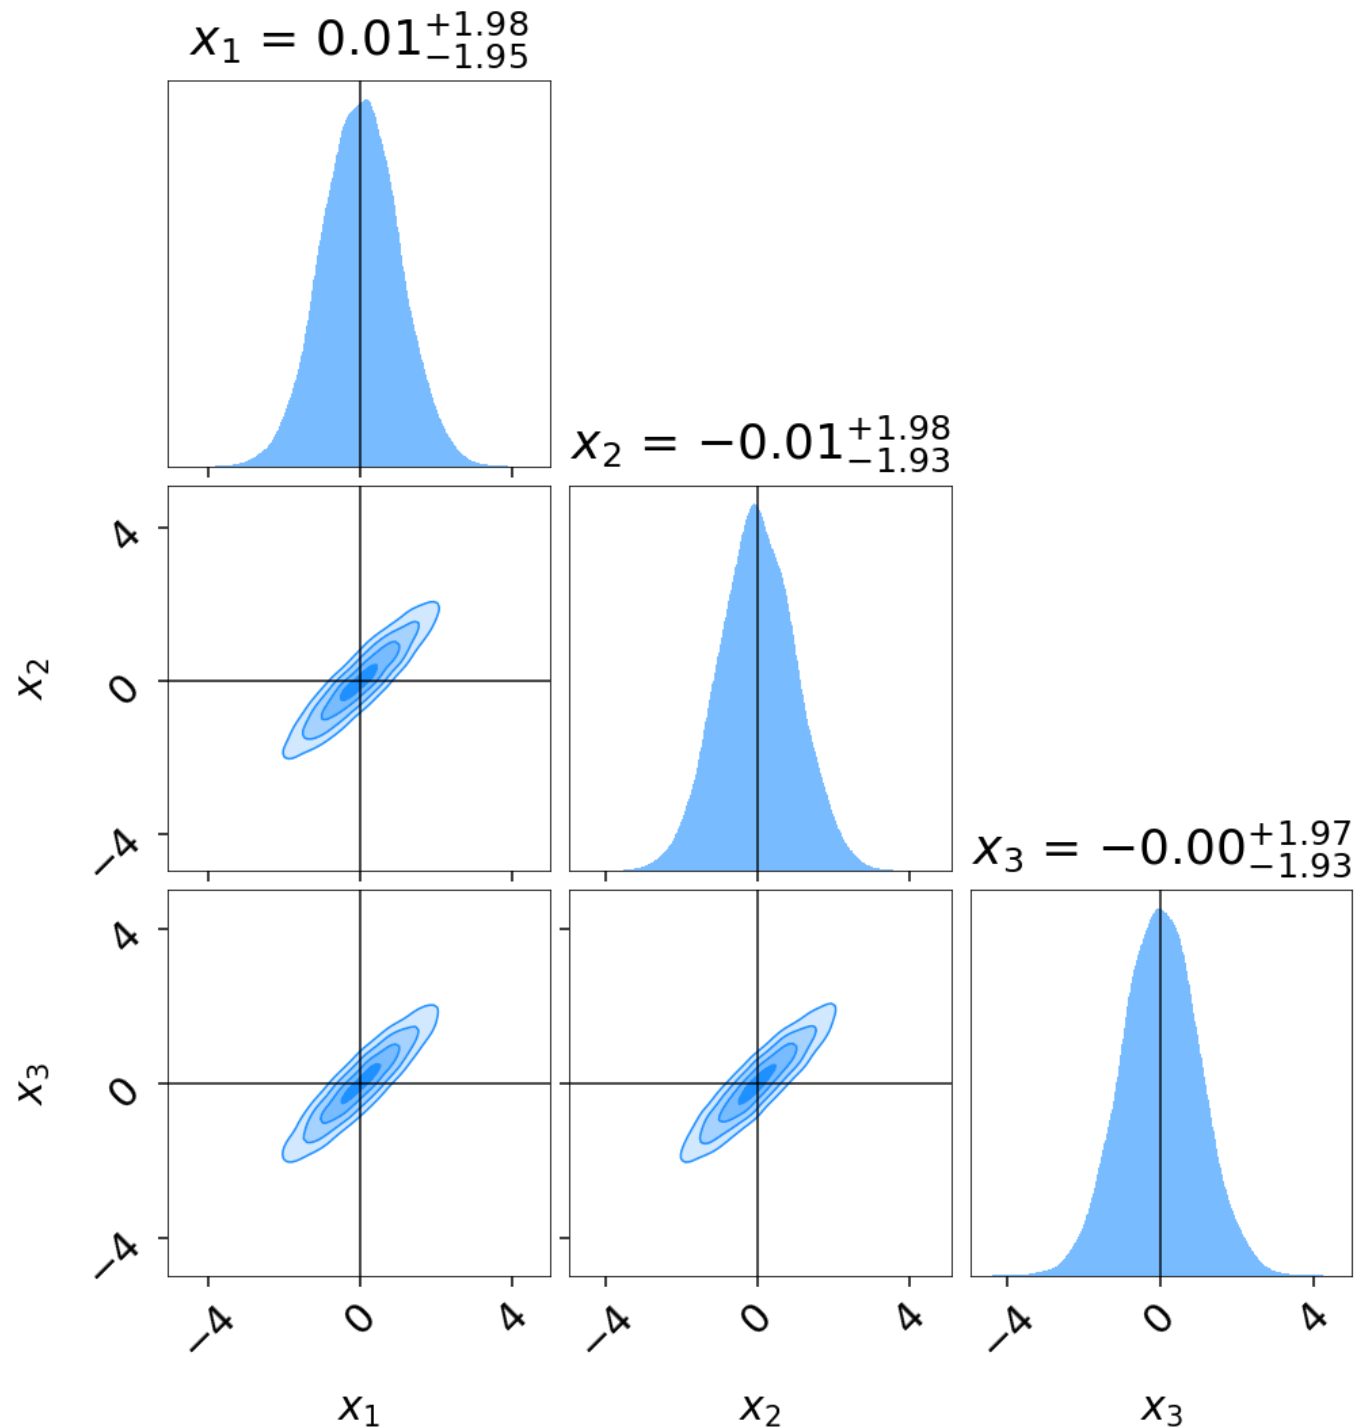 x₁ = 0.01 +1.98 −1.95
x₂ = −0.01 +1.98 −1.93
4
0
−4
x₂
x₃ = −0.00 +1.97 −1.93
4
0
−4
x₃
−4 0 4 −4 0 4 −4 0 4
x₁ x₂ x₃